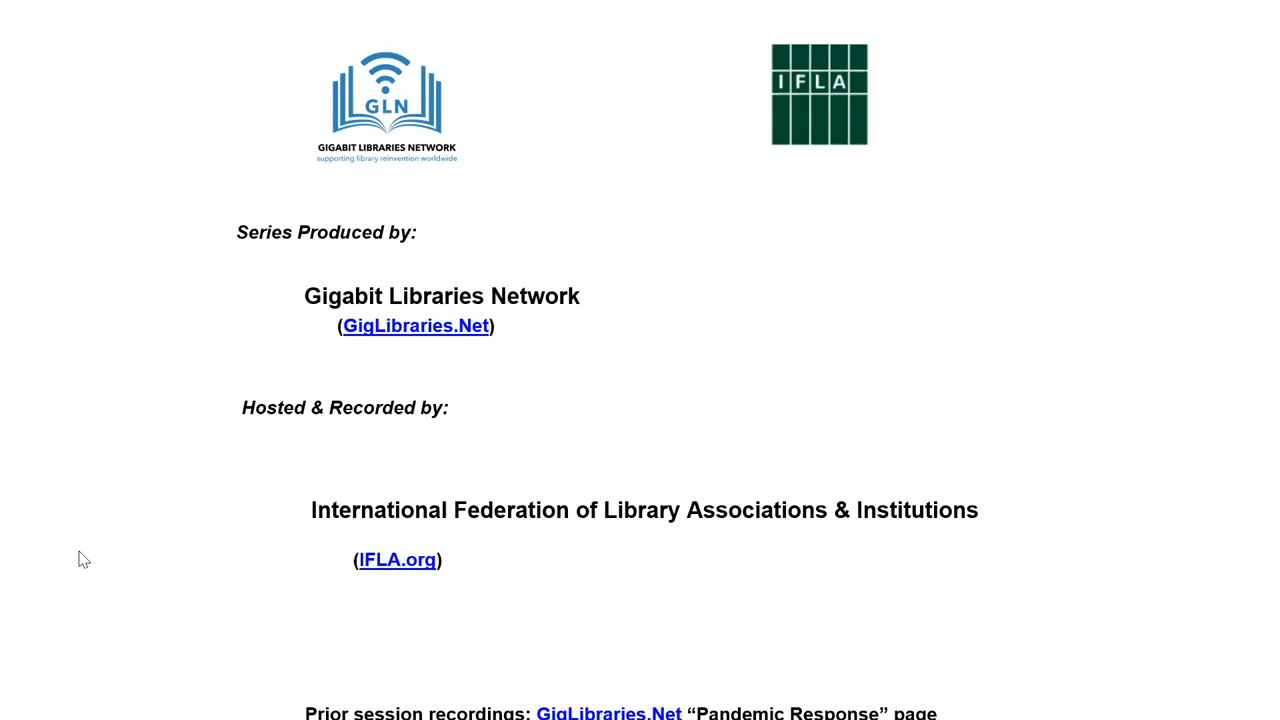 GLN
GIGABIT LIBRARIES NETWORK
supporting library reinvention worldwide
IFLA
Series Produced by:
Gigabit Libraries Network
(GigLibraries.Net)
Hosted & Recorded by:
International Federation of Library Associations & Institutions
(IFLA.org)
Prior session recordings: GigLibraries.Net “Pandemic Response” page